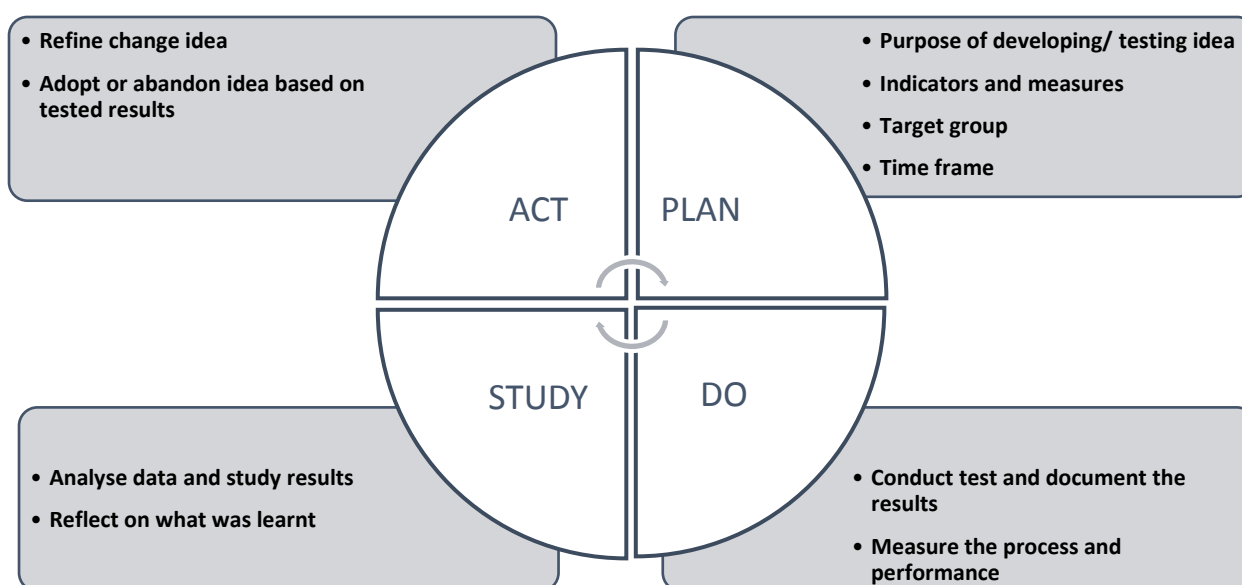 • Refine change idea
• Adopt or abandon idea based on
tested results
• Purpose of developing/ testing idea
• Indicators and measures
• Target group
• Time frame
ACT
PLAN
STUDY
DO
• Analyse data and study results
• Reflect on what was learnt
• Conduct test and document the
results
• Measure the process and
performance